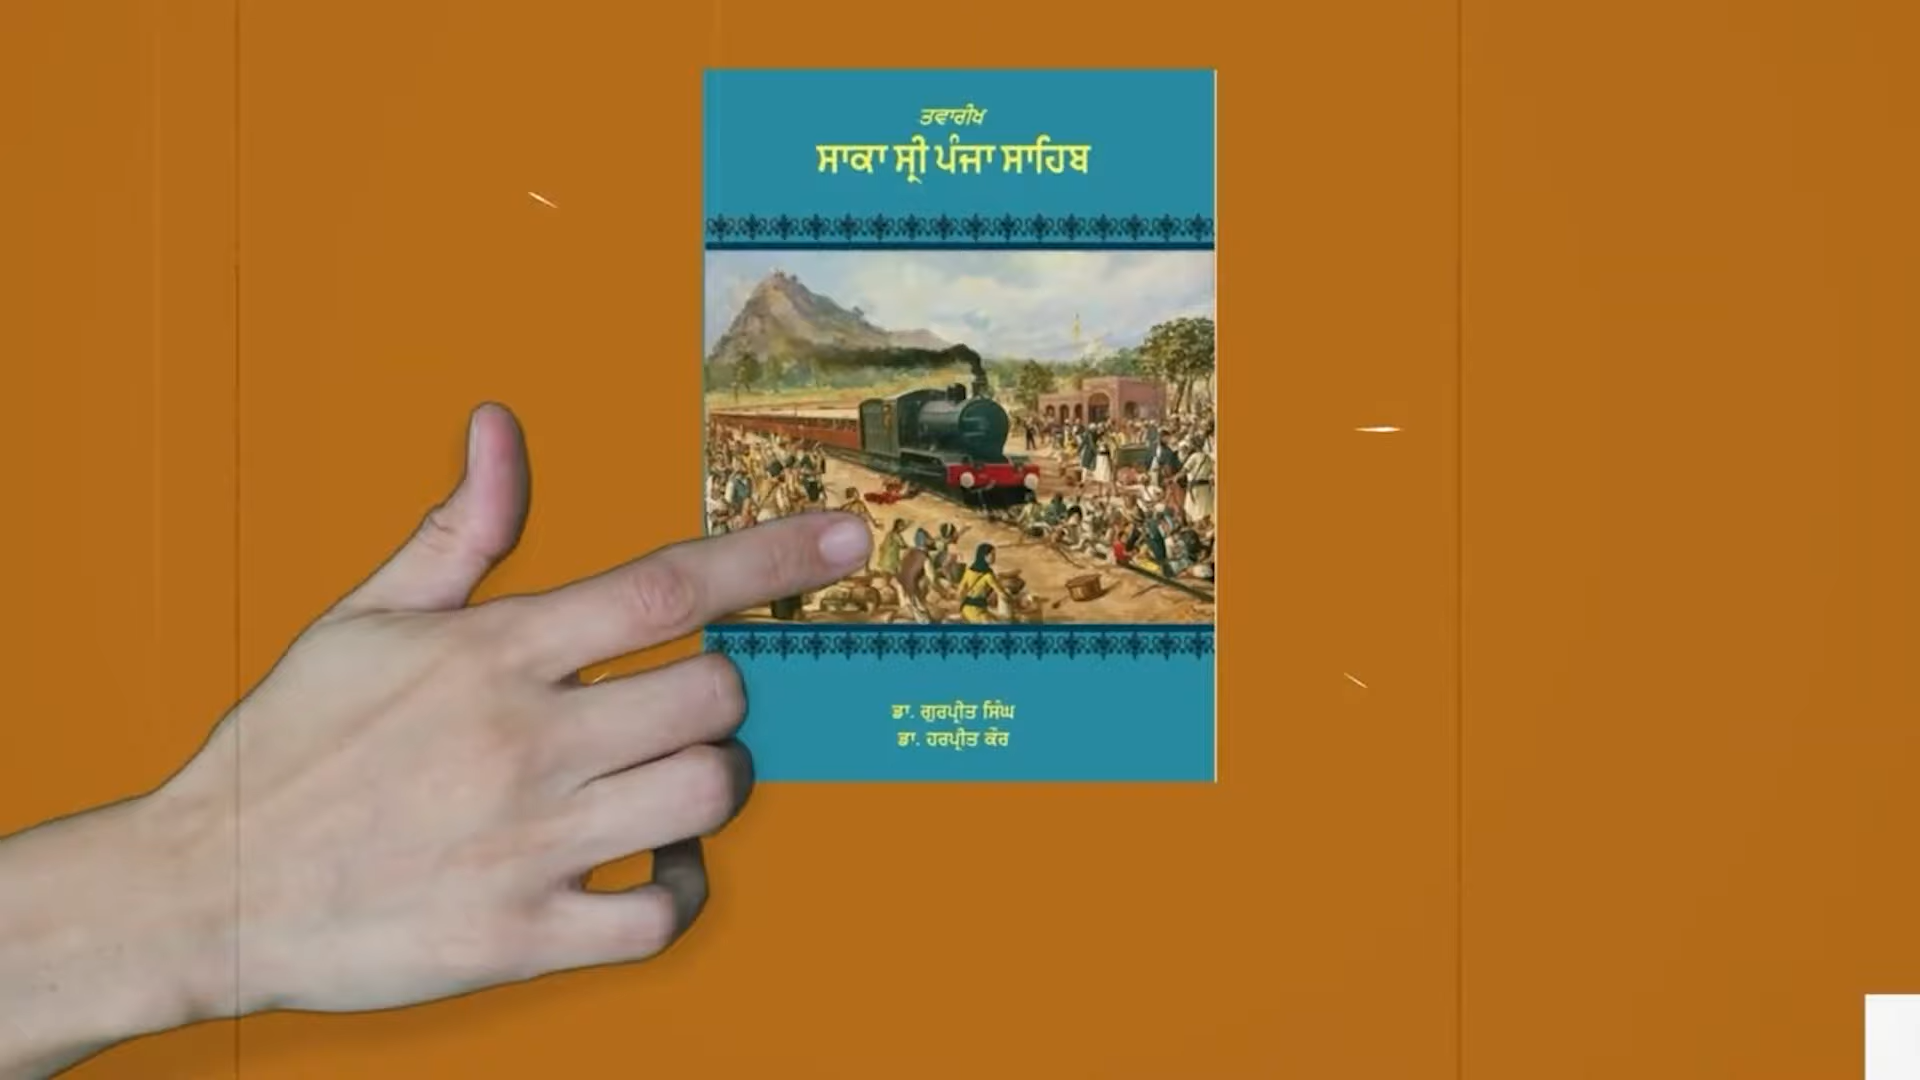 ਤਵਾਰੀਖ
ਸਾਕਾ ਸ੍ਰੀ ਪੰਜਾ ਸਾਹਿਬ
ਡਾ. ਗੁਰਪ੍ਰੀਤ ਸਿੰਘ
ਡਾ. ਹਰਪ੍ਰੀਤ ਕੌਰ